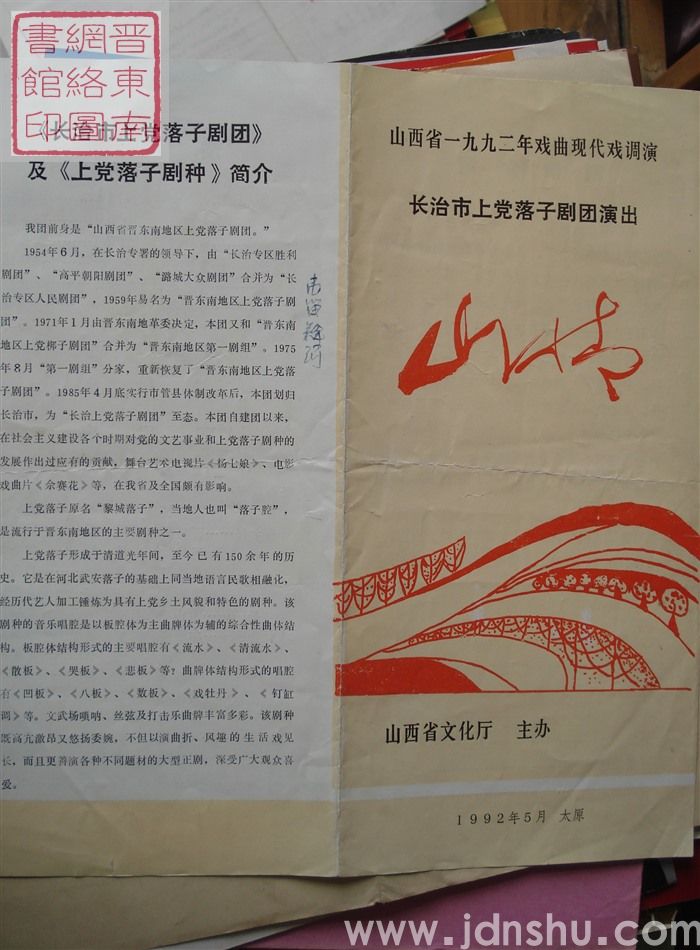 晋東南
網絡圖
書館印
《长治市上党落子剧团》
及《上党落子剧种》简介
我团前身是“山西省晋东南地区上党落子剧团。”
1954年6月，在长治专署的领导下，由“长治专区胜利
剧团”、“高平朝阳剧团”、“潞城大众剧团”合并为“长
治专区人民剧团”，1959年易名为“晋东南地区上党落子剧
团”。1971年1月由晋东南地革委决定，本团又和“晋东南
地区上党梆子剧团”合并为“晋东南地区第一剧组”。1975
年8月“第一剧组”分家，重新恢复了“晋东南地区上党落
子剧团”。1985年4月底实行市管县体制改革后，本团划归
长治市，为“长治上党落子剧团”至态。本团自建团以来，
在社会主义建设各个时期对党的文艺事业和上党落子剧种的
发展作出过应有的贡献，舞台艺术电视片《杨七娘》、电影
戏曲片《佘赛花》等，在我省及全国颇有影响。
上党落子原名“黎城落子”，当地人也叫“落子腔”，
是流行于晋东南地区的主要剧种之一。
上党落子形成于清道光年间，至今已有150余年的历
史。它是在河北武安落子的基础上同当地语言民歌相融化，
经历代艺人加工锤炼为具有上党乡土风貌和特色的剧种。该
剧种的音乐唱腔是以板腔体为主曲牌体为辅的综合性曲体结
构。板腔体结构形式的主要唱腔有《流水》、《清流水》、
《散板》、《哭板》、《悲板》等？曲牌体结构形式的唱腔
有《凹板》、《八板》、《数板》、《戏牡丹》、《钉缸
调》等。文武场唢呐、丝弦及打击乐曲牌丰富多彩。该剧种
既高亢激昂又悠扬委婉，不但以演曲折、风趣的生活戏见
长，而且更善演各种不同题材的大型正剧，深受广大观众喜
爱。
山西省一九九二年戏曲现代戏调演
长治市上党落子剧团演出
山情
山西省文化厅 主办
1992年5月 太原
www.jdnshu.com